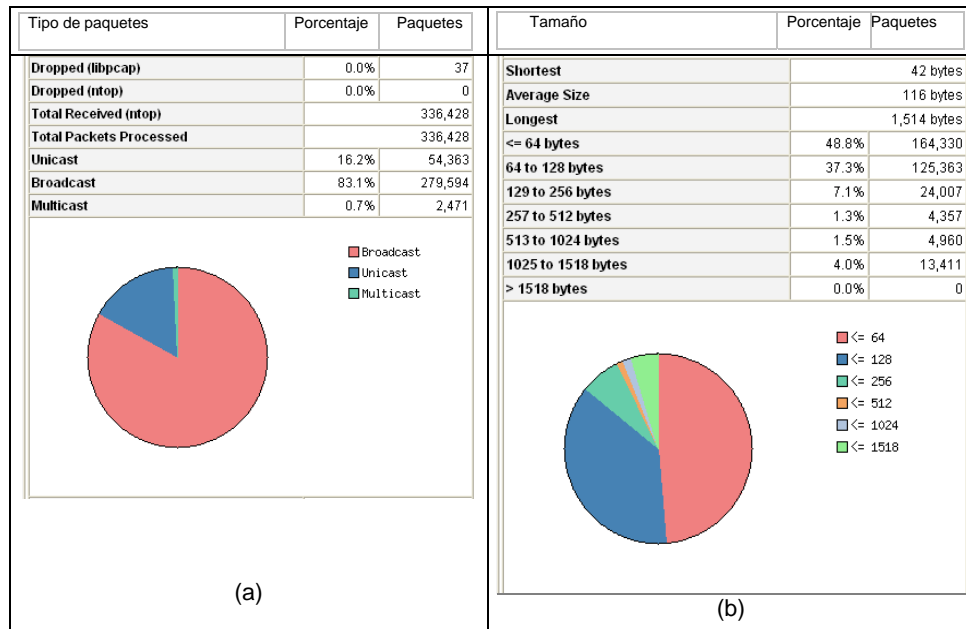 Tipo de paquetes Porcentaje Paquetes
Dropped (libpcap) 0.0% 37
Dropped (ntop) 0.0% 0
Total Received (ntop) 336,428
Total Packets Processed 336,428
Unicast 16.2% 54,363
Broadcast 83.1% 279,594
Multicast 0.7% 2,471
Broadcast
Unicast
Multicast
(a)
Tamaño Porcentaje Paquetes
Shortest 42 bytes
Average Size 116 bytes
Longest 1,514 bytes
<= 64 bytes 48.8% 164,330
64 to 128 bytes 37.3% 125,363
129 to 256 bytes 7.1% 24,007
257 to 512 bytes 1.3% 4,357
513 to 1024 bytes 1.5% 4,960
1025 to 1518 bytes 4.0% 13,411
> 1518 bytes 0.0% 0
<= 64
<= 128
<= 256
<= 512
<= 1024
<= 1518
(b)